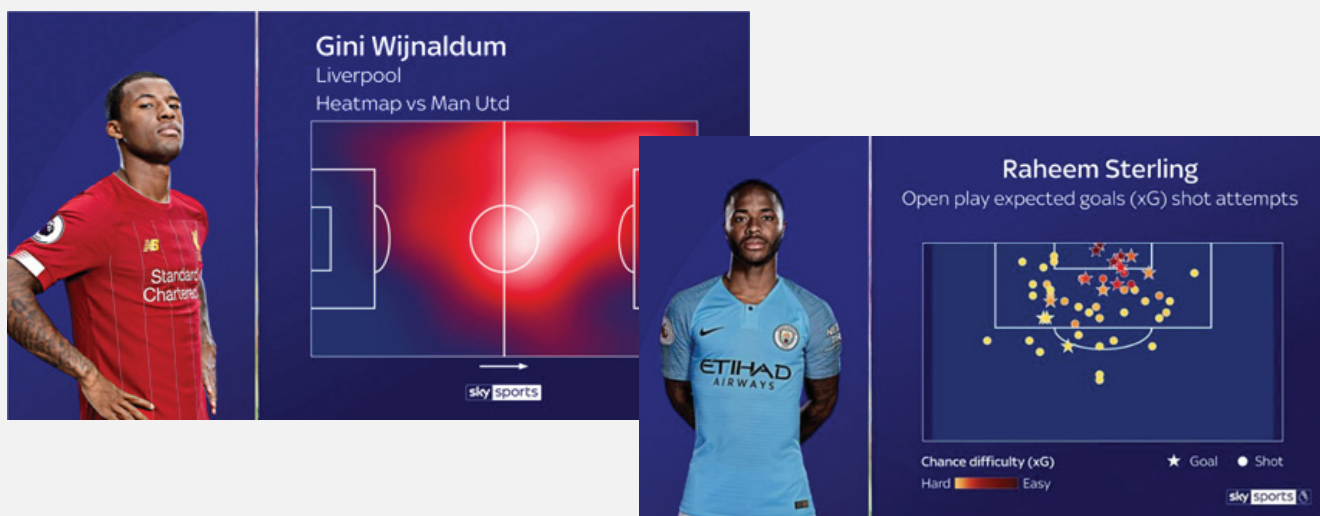 Gini Wijnaldum
Liverpool
Heatmap vs Man Utd
NB
Standard
Chartered
sky sports
Raheem Sterling
Open play expected goals (xG) shot attempts
ETIHAD
AIRWAYS
Chance difficulty (xG)
Hard
Easy
Goal
Shot
sky sports